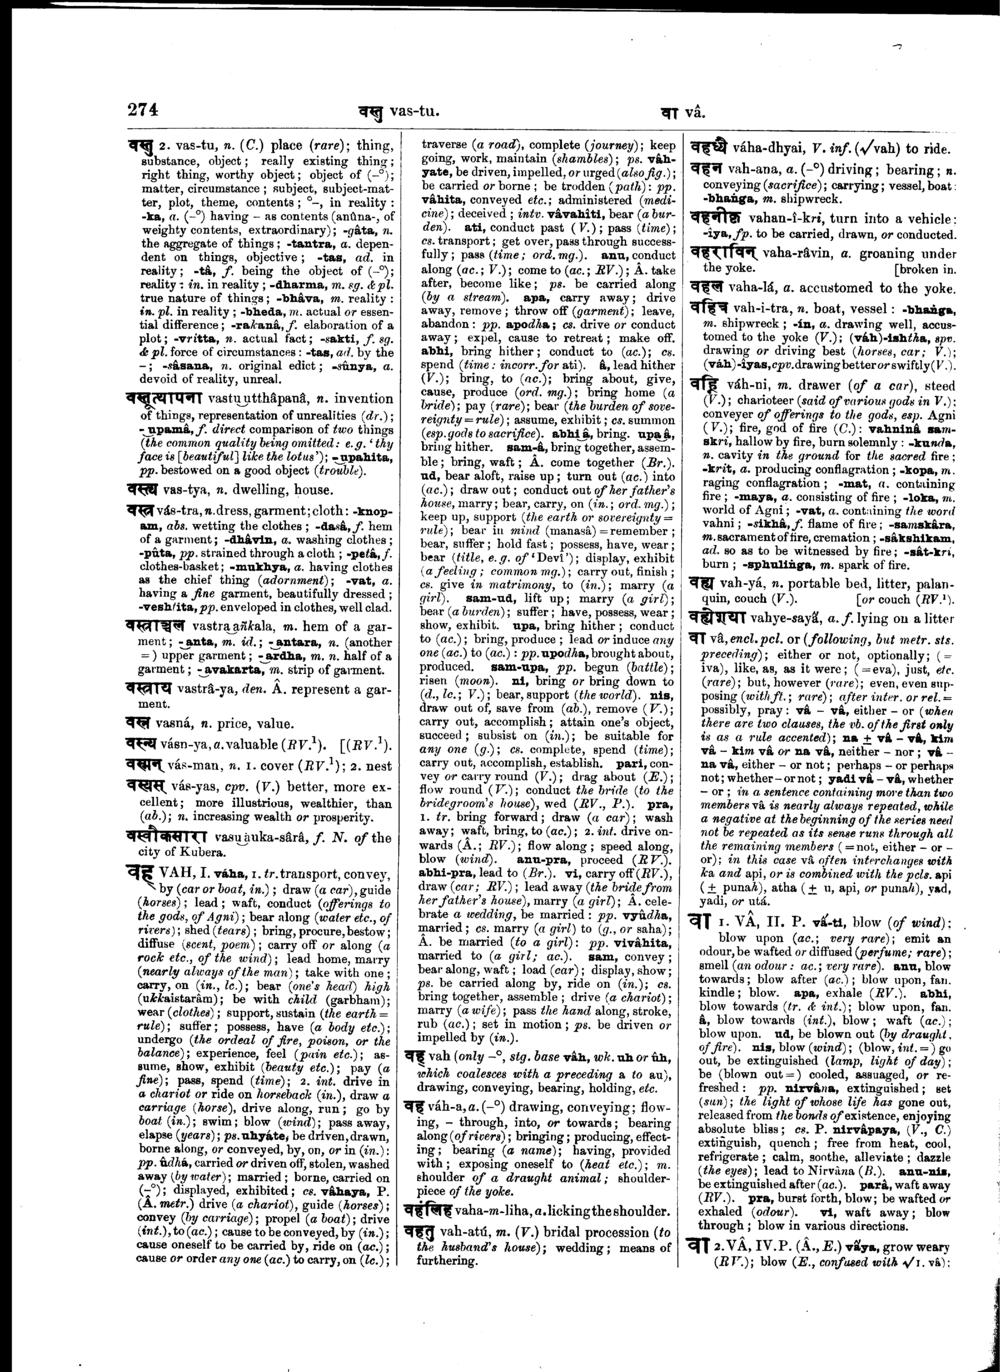 274
वस्तु vas-tu.
वा vâ.
वस्तु 2. vas-tu, n. (C.) place (rare); thing,
substance, object; really existing thing;
right thing, worthy object; object of (-°);
matter, circumstance; subject, subject-mat-
ter, plot, theme, contents; °-, in reality:
-ka, a. (-°) having – as contents (anûna-, of
weighty contents, extraordinary); -gâta, n.
the aggregate of things; -tantra, a. depen-
dent on things, objective; -tas, ad. in
reality; -tâ, f. being the object of (-°);
reality: in. in reality; -dharma, m. sg. & pl.
true nature of things; -bhâva, m. reality:
in. pl. in reality; -bheda, m. actual or essen-
tial difference; -rakanâ, f. elaboration of a
plot; -vritta, n. actual fact; -sakti, f. sg.
& pl. force of circumstances: -tas, ad. by the
–; -sâsana, n. original edict; -sûnya, a.
devoid of reality, unreal.
वस्तूत्थापना vastu‿utthâpanâ, n. invention
of things, representation of unrealities (dr.);
-‿upamâ, f. direct comparison of two things
(the common quality being omitted: e.g. 'thy
face is [beautiful] like the lotus'); -‿upahita,
pp. bestowed on a good object (trouble).
वस्त्य vas-tya, n. dwelling, house.
वस्त्र vás-tra, n. dress, garment; cloth: -knop-
am, abs. wetting the clothes; -dasâ, f. hem
of a garment; -dhâvin, a. washing clothes;
-pûta, pp. strained through a cloth; -petâ, f.
clothes-basket; -mukhya, a. having clothes
as the chief thing (adornment); -vat, a.
having a fine garment, beautifully dressed;
-veshtita, pp. enveloped in clothes, well clad.
वस्त्राञ्चल vastra‿añkala, m. hem of a gar-
ment; -‿anta, m. id.; -‿antara, n. (another
=) upper garment; -‿ardha, m. n. half of a
garment; -‿avakarta, m. strip of garment.
वस्त्राय vastrâ-ya, den. Â. represent a gar-
ment.
वस्न vasná, n. price, value.
वस्न्य vásn-ya, a. valuable (RV.¹). [(RV.¹).
वस्मन् vás-man, n. 1. cover (RV.¹); 2. nest
वस्यस् vás-yas, cpv. (V.) better, more ex-
cellent; more illustrious, wealthier, than
(ab.); n. increasing wealth or prosperity.
वस्वौकसारा vasu‿auka-sârâ, f. N. of the
city of Kubera.
वह् VAH, I. váha, 1. tr. transport, convey,
by (car or boat, in.); draw (a car), guide
(horses); lead; waft, conduct (offerings to
the gods, of Agni); bear along (water etc., of
rivers); shed (tears); bring, procure, bestow;
diffuse (scent, poem); carry off or along (a
rock etc., of the wind); lead home, marry
(nearly always of the man); take with one;
carry, on (in., lc.); bear (one's head) high
(ukkaistarâm); be with child (garbham);
wear (clothes); support, sustain (the earth =
rule); suffer; possess, have (a body etc.);
undergo (the ordeal of fire, poison, or the
balance); experience, feel (pain etc.); as-
sume, show, exhibit (beauty etc.); pay (a
fine); pass, spend (time); 2. int. drive in
a chariot or ride on horseback (in.), draw a
carriage (horse), drive along, run; go by
boat (in.); swim; blow (wind); pass away,
elapse (years); ps. uhyáte, be driven, drawn,
borne along, or conveyed, by, on, or in (in.):
pp. ûdhá, carried or driven off, stolen, washed
away (by water); married; borne, carried on
(-°); displayed, exhibited; cs. vâhaya, P.
(Â. metr.) drive (a chariot), guide (horses);
convey (by carriage); propel (a boat); drive
(int.), to (ac.); cause to be conveyed, by (in.);
cause oneself to be carried by, ride on (ac.);
cause or order any one (ac.) to carry, on (lc.);
traverse (a road), complete (journey); keep
going, work, maintain (shambles); ps. vâh-
yate, be driven, impelled, or urged (also fig.);
be carried or borne; be trodden (path): pp.
vâhita, conveyed etc.; administered (medi-
cine); deceived; intv. vâvahîti, bear (a bur-
den). ati, conduct past (V.); pass (time);
cs. transport; get over, pass through success-
fully; pass (time; ord. mg.). anu, conduct
along (ac.; V.); come to (ac.; RV.); Â. take
after, become like; ps. be carried along
(by a stream). apa, carry away; drive
away, remove; throw off (garment); leave,
abandon: pp. apodha; cs. drive or conduct
away; expel, cause to retreat; make off.
abhi, bring hither; conduct to (ac.); cs.
spend (time: incorr. for ati). â, lead hither
(V.); bring, to (ac.); bring about, give,
cause, produce (ord. mg.); bring home (a
bride); pay (rare); bear (the burden of sove-
reignty = rule); assume, exhibit; cs. summon
(esp. gods to sacrifice). abhi‿â, bring. upa‿â,
bring hither. sam-â, bring together, assem-
ble; bring, waft; Â. come together (Br.).
ud, bear aloft, raise up; turn out (ac.) into
(ac.); draw out; conduct out of her father's
house, marry; bear, carry, on (in.; ord. mg.);
keep up, support (the earth or sovereignty =
rule); bear in mind (manasâ) = remember;
bear, suffer; hold fast; possess, have, wear;
bear (title, e.g. of 'Devî'); display, exhibit
(a feeling; common mg.); carry out, finish;
cs. give in matrimony, to (in.); marry (a
girl). sam-ud, lift up; marry (a girl);
bear (a burden); suffer; have, possess, wear;
show, exhibit. upa, bring hither; conduct
to (ac.); bring, produce; lead or induce any
one (ac.) to (ac.): pp. upodha, brought about,
produced. sam-upa, pp. begun (battle);
risen (moon). ni, bring or bring down to
(d., lc.; V.); bear, support (the world). nis,
draw out of, save from (ab.), remove (V.);
carry out, accomplish; attain one's object,
succeed; subsist on (in.); be suitable for
any one (g.); cs. complete, spend (time);
carry out, accomplish, establish. pari, con-
vey or carry round (V.); drag about (E.);
flow round (V.); conduct the bride (to the
bridegroom's house), wed (RV., P.). pra,
1. tr. bring forward; draw (a car); wash
away; waft, bring, to (ac.); 2. int. drive on-
wards (Â.; RV.); flow along; speed along,
blow (wind). anu-pra, proceed (RV.).
abhi-pra, lead to (Br.). vi, carry off (RV.),
draw (car; RV.); lead away (the bride from
her father's house), marry (a girl); Â. cele-
brate a wedding, be married: pp. vyûdha,
married; cs. marry (a girl) to (g., or saha);
Â. be married (to a girl): pp. vivâhita,
married to (a girl; ac.). sam, convey;
bear along, waft; load (car); display, show;
ps. be carried along by, ride on (in.); cs.
bring together, assemble; drive (a chariot);
marry (a wife); pass the hand along, stroke,
rub (ac.); set in motion; ps. be driven or
impelled by (in.).
वह् vah (only -°, stg. base vâh, wk. uh or ûh,
which coalesces with a preceding a to au),
drawing, conveying, bearing, holding, etc.
वह váh-a, a. (-°) drawing, conveying; flow-
ing, – through, into, or towards; bearing
along (of rivers); bringing; producing, effect-
ing; bearing (a name); having, provided
with; exposing oneself to (heat etc.); m.
shoulder of a draught animal; shoulder-
piece of the yoke.
वहंलिह vaha-m-liha, a. licking the shoulder.
वहतु vah-atú, m. (V.) bridal procession (to
the husband's house); wedding; means of
furthering.
वहध्यै váha-dhyai, V. inf. (√vah) to ride.
वहन vah-ana, a. (-°) driving; bearing; n.
conveying (sacrifice); carrying; vessel, boat:
-bhaṅga, m. shipwreck.
वहनीकृ vahan-î-kri, turn into a vehicle:
-iya, fp. to be carried, drawn, or conducted.
वहराविन् vaha-râvin, a. groaning under
the yoke. [broken in.
वहल vaha-lá, a. accustomed to the yoke.
वहित्र vah-i-tra, n. boat, vessel: -bhaṅga,
m. shipwreck; -in, a. drawing well, accus-
tomed to the yoke (V.); (váh)-ishtha, spv.
drawing or driving best (horses, car; V.);
(váh)-îyas, cpv. drawing better or swiftly (V.).
वह्नि váh-ni, m. drawer (of a car), steed
(V.); charioteer (said of various gods in V.);
conveyer of offerings to the gods, esp. Agni
(V.); fire, god of fire (C.): vahninâ sam-
skri, hallow by fire, burn solemnly: -kunda,
n. cavity in the ground for the sacred fire;
-krit, a. producing conflagration; -kopa, m.
raging conflagration; -mat, a. containing
fire; -maya, a. consisting of fire; -loka, m.
world of Agni; -vat, a. containing the word
vahni; -sikhâ, f. flame of fire; -samskâra,
m. sacrament of fire, cremation; -sâkshikam,
ad. so as to be witnessed by fire; -sât-kri,
burn; -sphuliṅga, m. spark of fire.
वह्य vah-yá, n. portable bed, litter, palan-
quin, couch (V.). [or couch (RV.¹).
वह्येशया vahye-sayá̂, a. f. lying on a litter
वा vâ, encl. pcl. or (following, but metr. sts.
preceding); either or not, optionally; (=
iva), like, as, as it were; (= eva), just, etc.
(rare); but, however (rare); even, even sup-
posing (with ft.; rare); after inter. or rel. =
possibly, pray: vâ – vâ, either – or (when
there are two clauses, the vb. of the first only
is as a rule accented); na ± vâ – vâ, kim
vâ – kim vâ or na vâ, neither – nor; vâ –
na vâ, either – or not; perhaps – or perhaps
not; whether – or not; yadi vâ – vâ, whether
– or; in a sentence containing more than two
members vâ is nearly always repeated, while
a negative at the beginning of the series need
not be repeated as its sense runs through all
the remaining members (= not, either – or –
or); in this case vâ often interchanges with
ka and api, or is combined with the pcls. api
(± punah), atha (± u, api, or punah), yad,
yadi, or utá.
वा 1. VÂ, II. P. vá̂-ti, blow (of wind);
blow upon (ac.; very rare); emit an
odour, be wafted or diffused (perfume; rare);
smell (an odour: ac.; very rare). anu, blow
towards; blow after (ac.); blow upon, fan,
kindle; blow. apa, exhale (RV.). abhi,
blow towards (tr. & int.); blow upon, fan.
â, blow towards (int.), blow; waft (ac.);
blow upon. ud, be blown out (by draught,
of fire). nis, blow (wind); (blow, int. =) go
out, be extinguished (lamp, light of day);
be (blown out =) cooled, assuaged, or re-
freshed: pp. nirvâna, extinguished; set
(sun); the light of whose life has gone out,
released from the bonds of existence, enjoying
absolute bliss; cs. P. nirvâpaya, (V., C.)
extinguish, quench; free from heat, cool,
refrigerate; calm, soothe, alleviate; dazzle
(the eyes); lead to Nirvâna (B.). anu-nis,
be extinguished after (ac.). parâ, waft away
(RV.). pra, burst forth, blow; be wafted or
exhaled (odour). vi, waft away; blow
through; blow in various directions.
वा 2. VÂ, IV. P. (Â., E.) vá̂ya, grow weary
(RV.); blow (E., confused with √1. vâ):